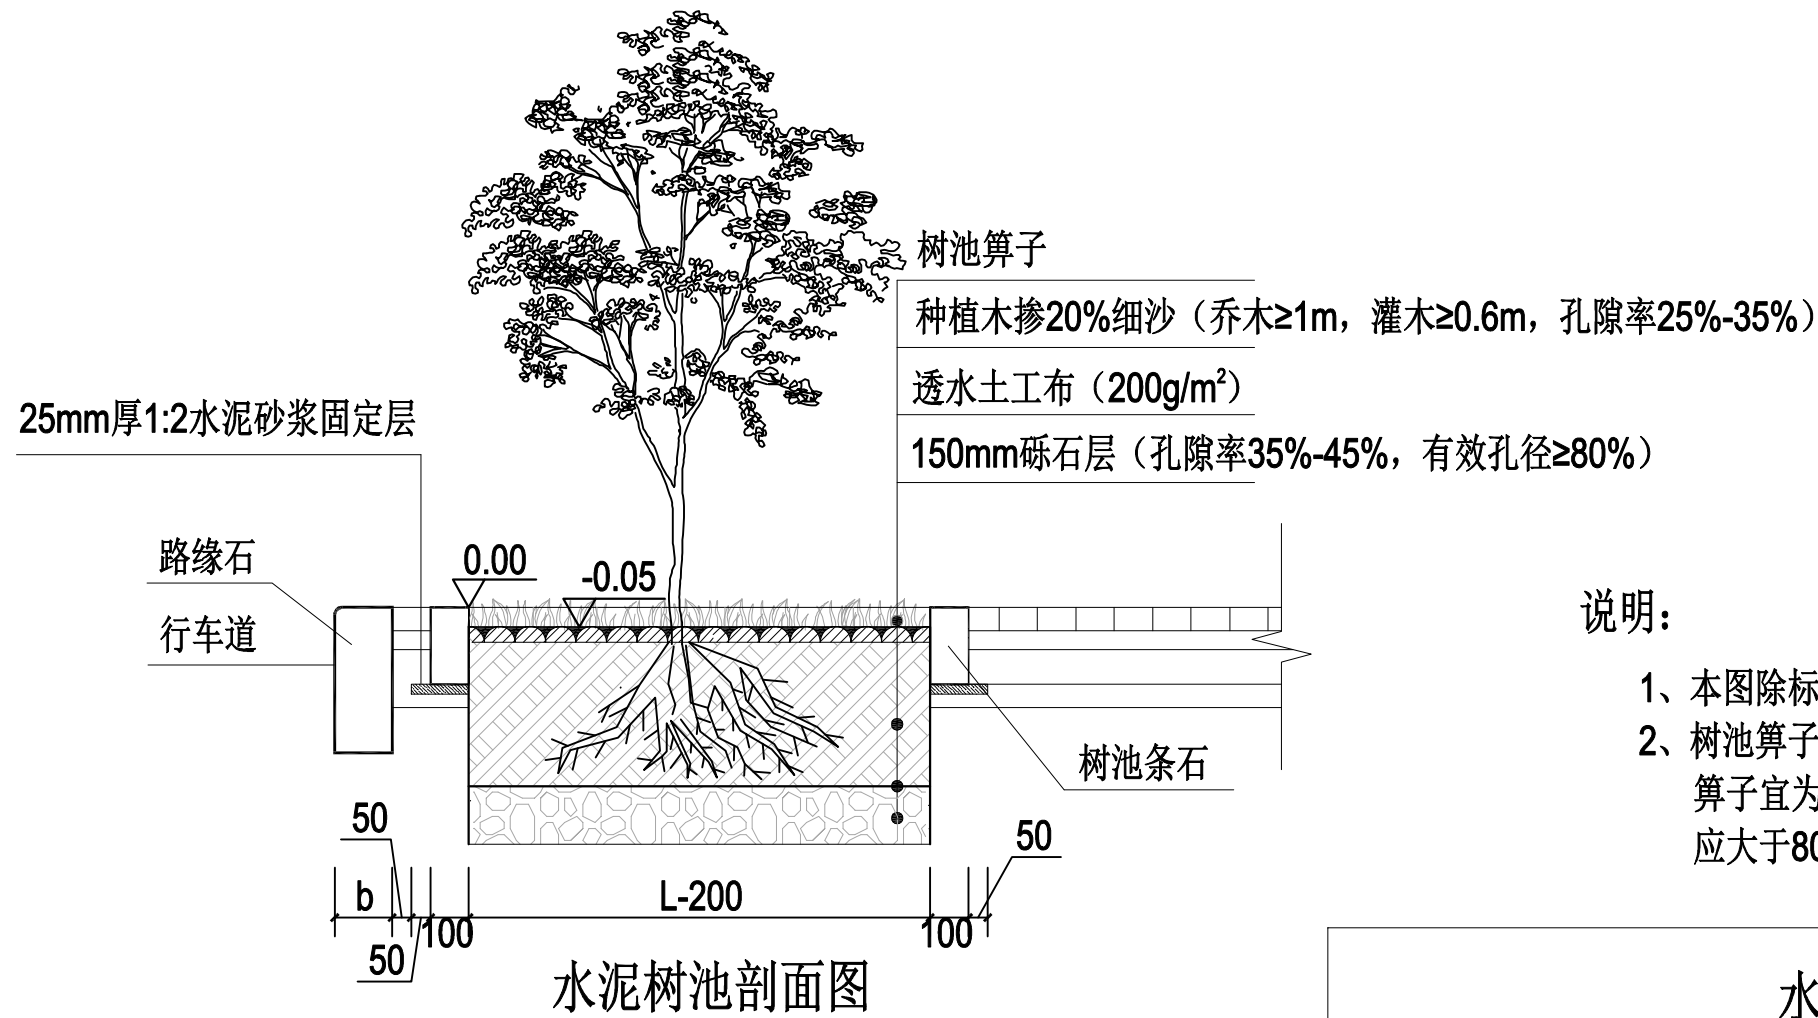 树池箅子
种植木掺20%细沙（乔木≥1m，灌木≥0.6m，孔隙率25%-35%）
透水土工布（200g/m²）
150mm砾石层（孔隙率35%-45%，有效孔径≥80%）
25mm厚1:2水泥砂浆固定层
路缘石
行车道
0.00
-0.05
说明：
1、本图除标
2、树池箅子
箅子宜为
应大于80
树池条石
50
50
b
L-200
100
100
50
水泥树池剖面图
水